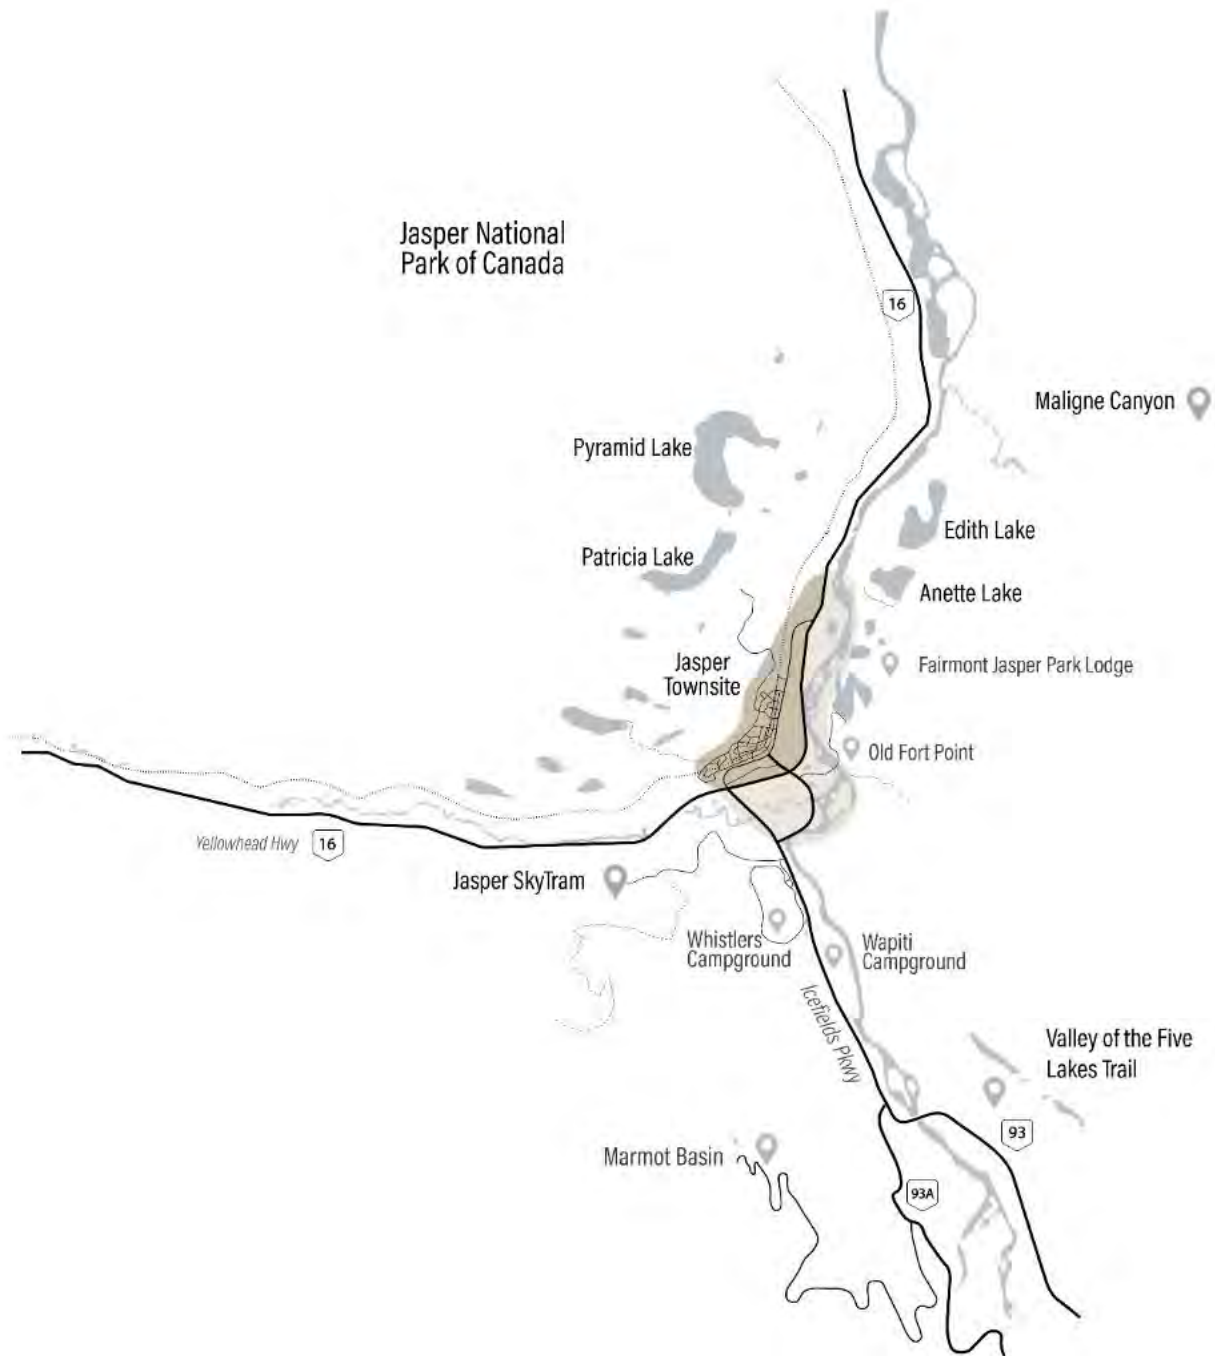 Jasper National
Park of Canada
16
Maligne Canyon
Pyramid Lake
Edith Lake
Patricia Lake
Anette Lake
Jasper
Townsite
Fairmont Jasper Park Lodge
Old Fort Point
Yellowhead Hwy
16
Jasper SkyTram
Whistlers
Campground
Wapiti
Campground
Icefields Pkwy
Valley of the Five
Lakes Trail
93
Marmot Basin
93A